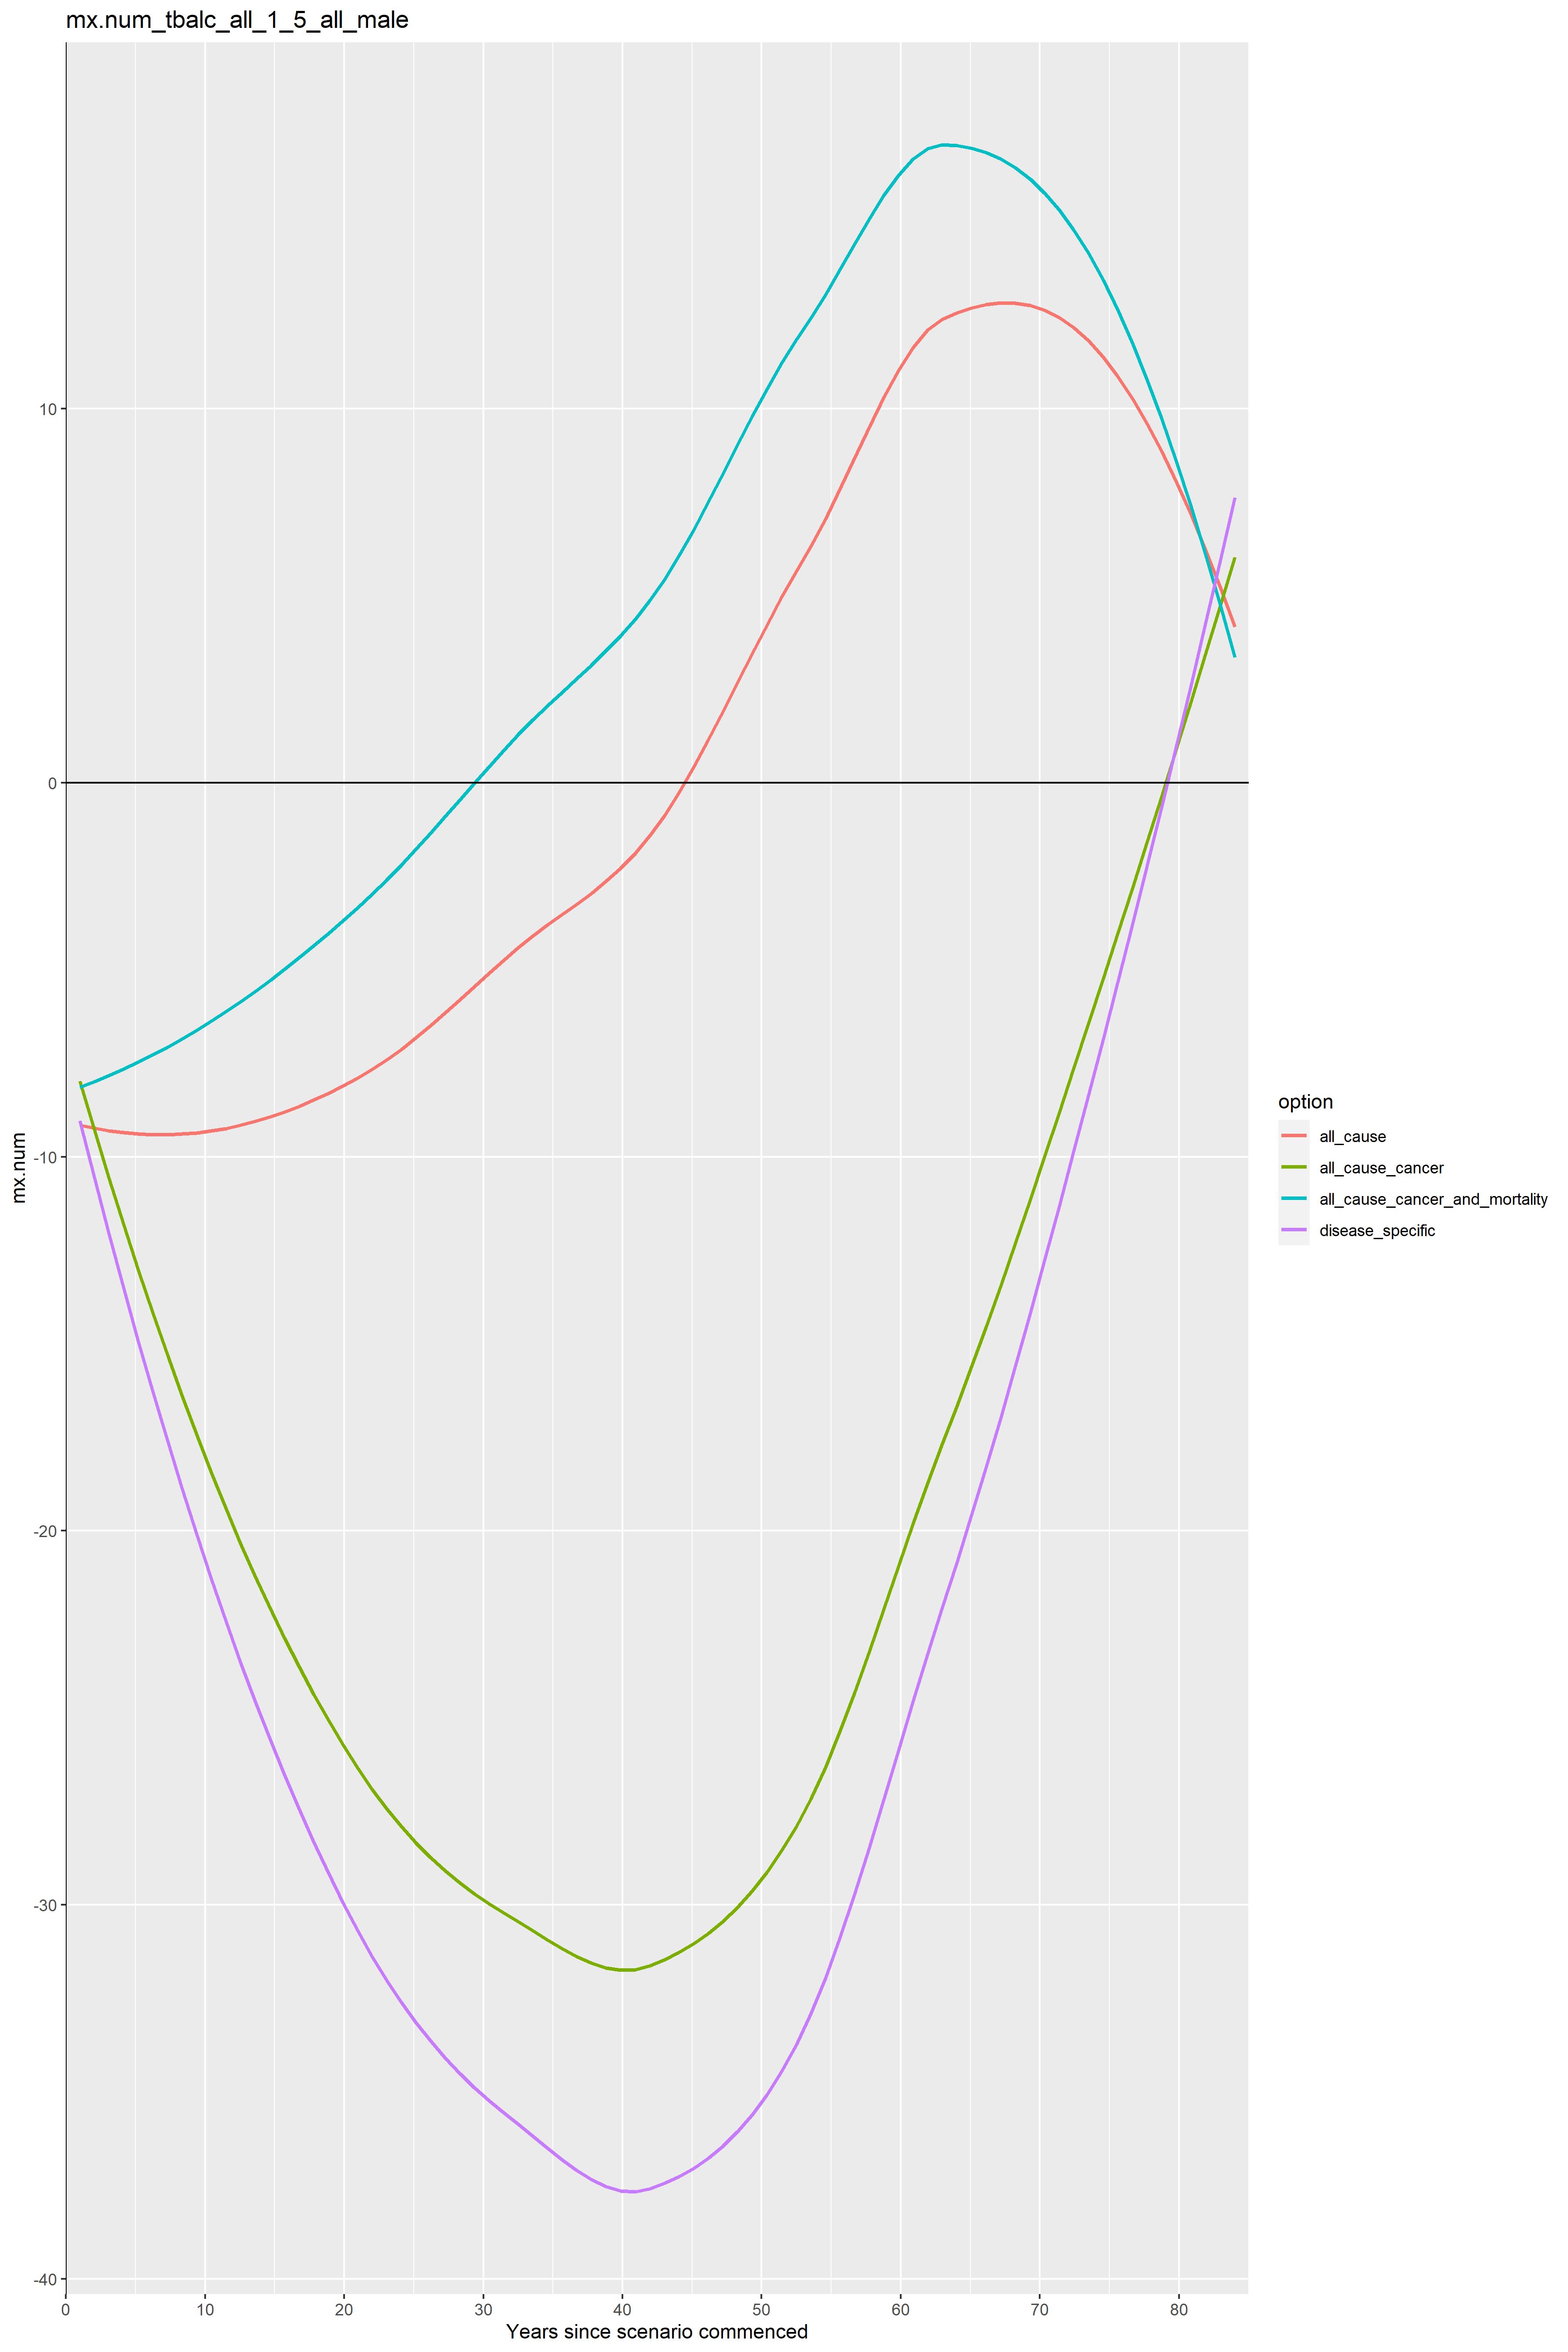 mx.num_tbalc_all_1_5_all_male
10
0
-10
-20
-30
-40
mx.num
0 10 20 30 40 50 60 70 80
Years since scenario commenced
option
all_cause
all_cause_cancer
all_cause_cancer_and_mortality
disease_specific